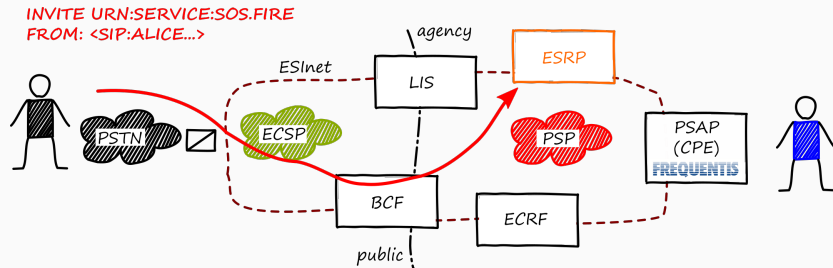 INVITE URN:SERVICE:SOS.FIRE
FROM: <SIP:ALICE...>
agency
ESInet
LIS
ESRP
PSTN
ECSP
PSP
PSAP
(CPE)
FREQUENTIS
BCF
ECRF
public